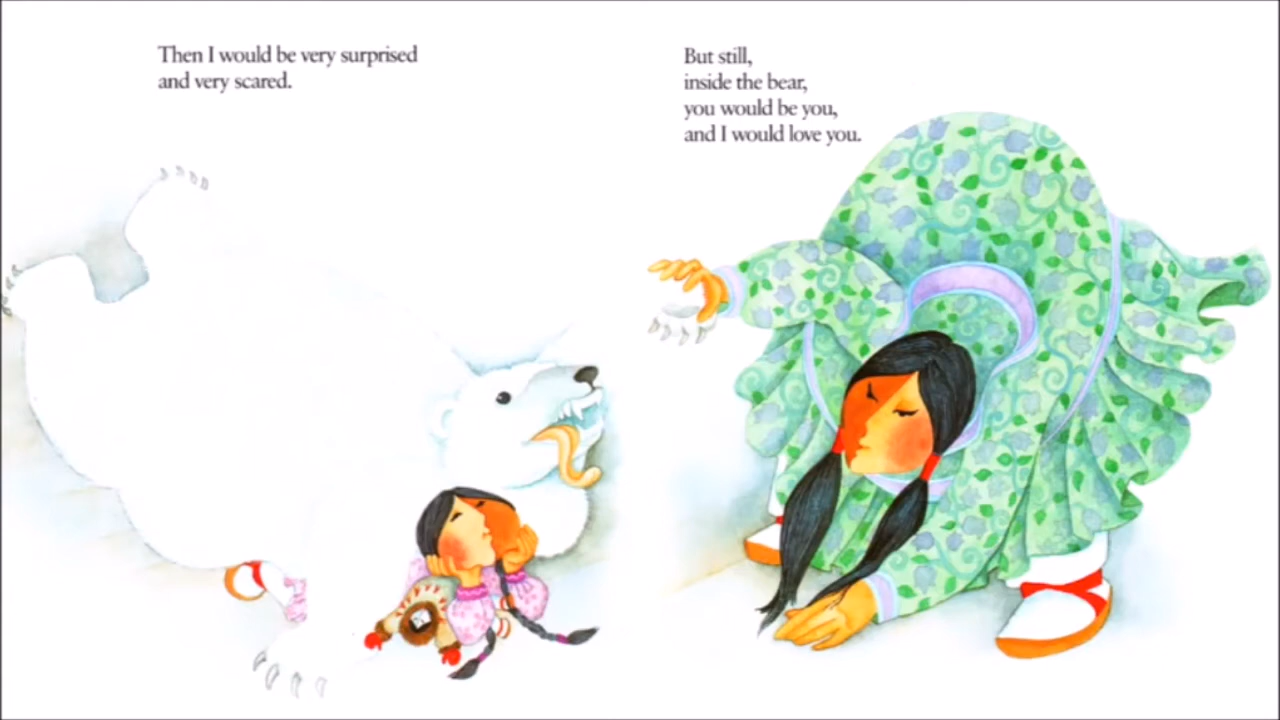 Then I would be very surprised
and very scared.
But still,
inside the bear,
you would be you,
and I would love you.